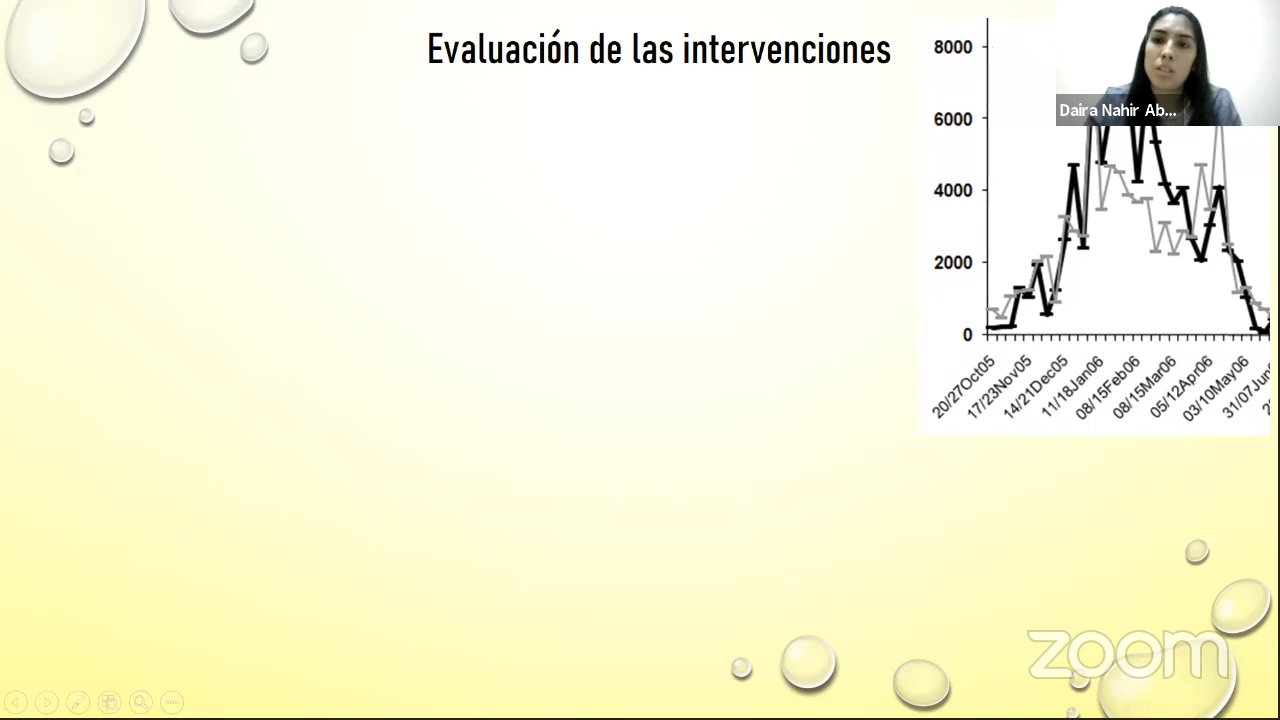 Evaluación de las intervenciones
8000
6000
4000
2000
0
20/27Oct05
17/23Nov05
14/21Dec05
11/18Jan06
08/15Feb06
08/15Mar06
05/12Apr06
03/10May06
Daira Nahir Ab...
zoom